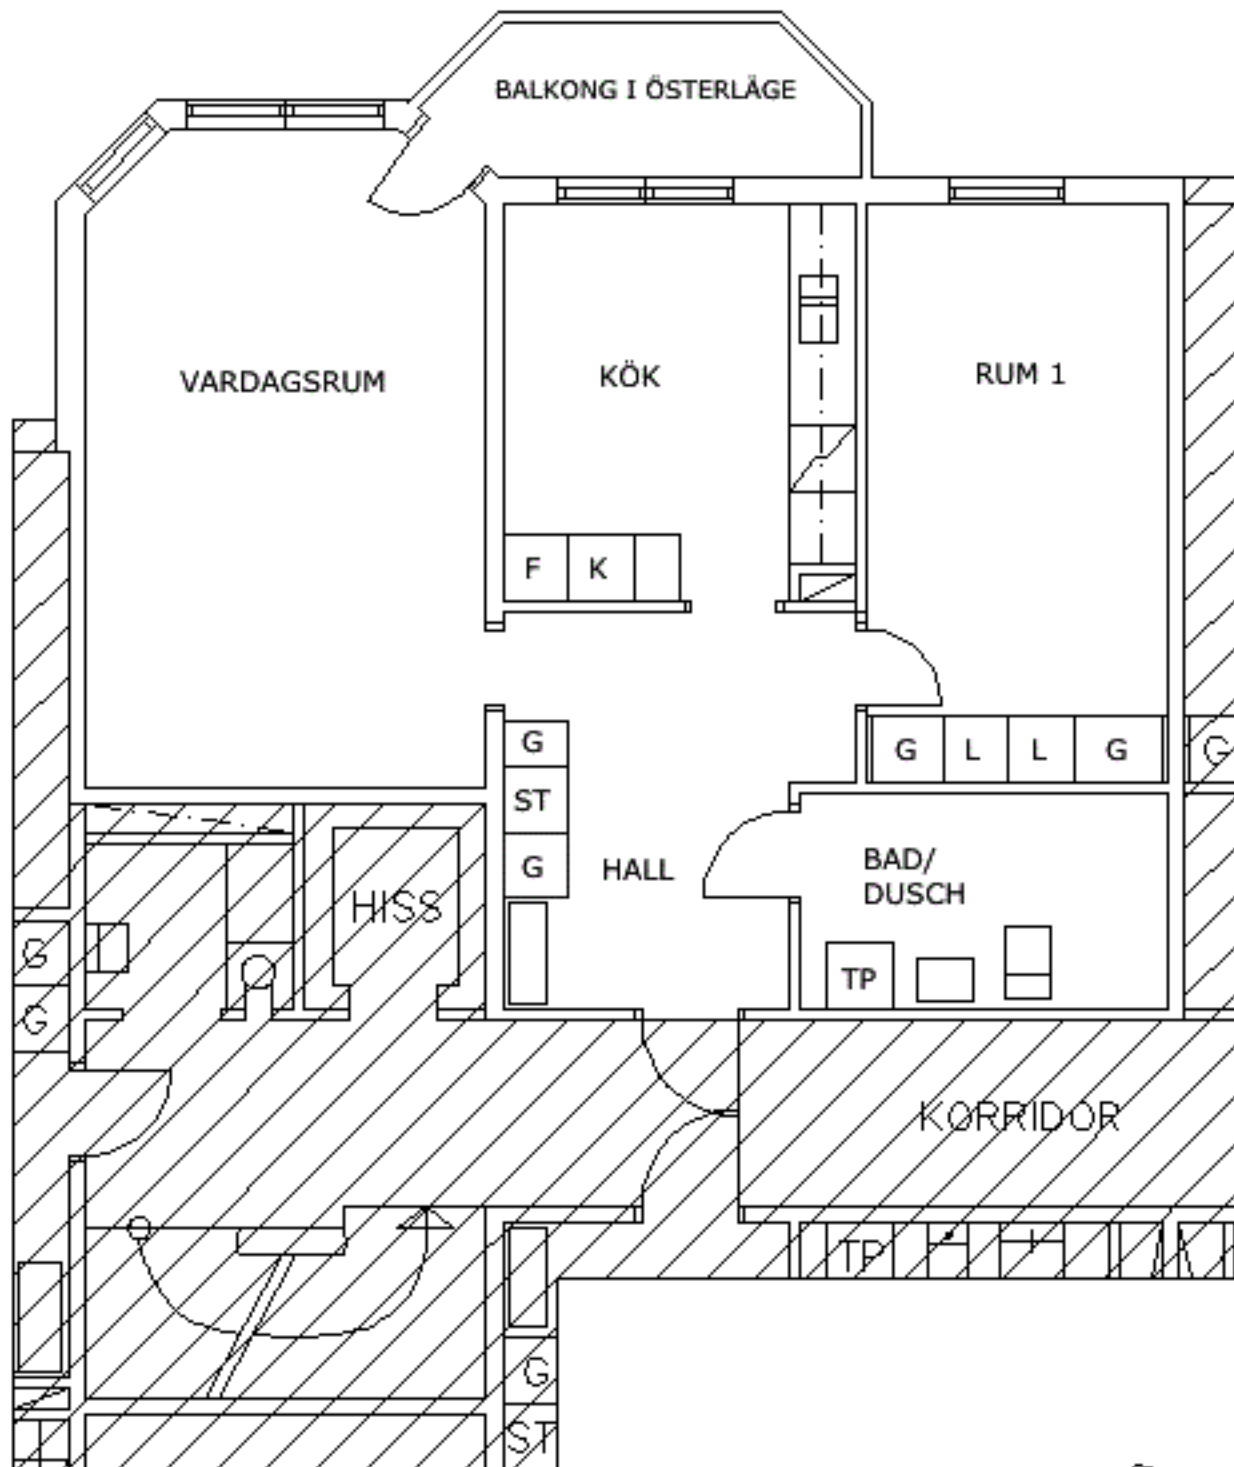 BALKONG I ÖSTERLÄGE
VARDAGSRUM
KÖK
RUM 1
F
K
G
ST
G
G
L
L
G
G
HALL
BAD/
DUSCH
TP
HISS
G
G
KORRIDOR
TP
G
ST